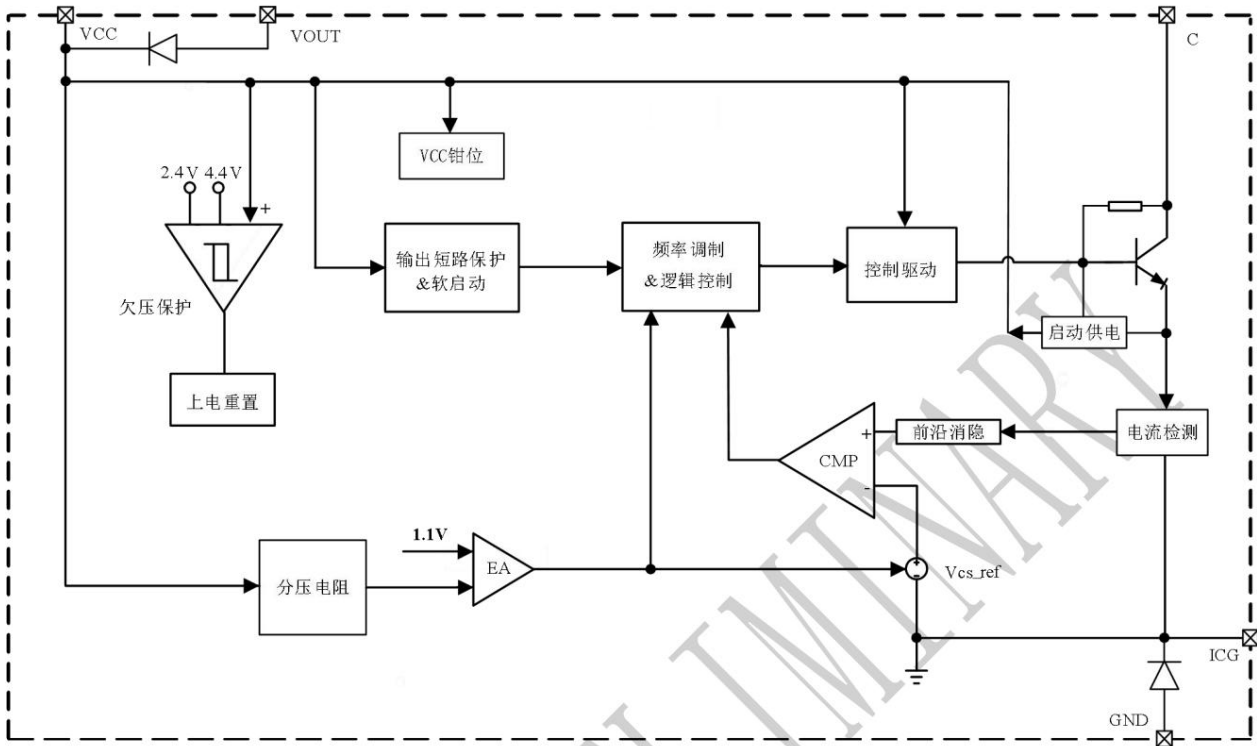 VCC
VOUT
C
VCC钳位
2.4V 4.4V
+
欠压保护
上电重置
输出短路保护
&软启动
频率调制
&逻辑控制
控制驱动
启动供电
CMP
+
-
前沿消隐
电流检测
1.1V
分压电阻
EA
+
-
Vcs_ref
ICG
GND
LIMINARY